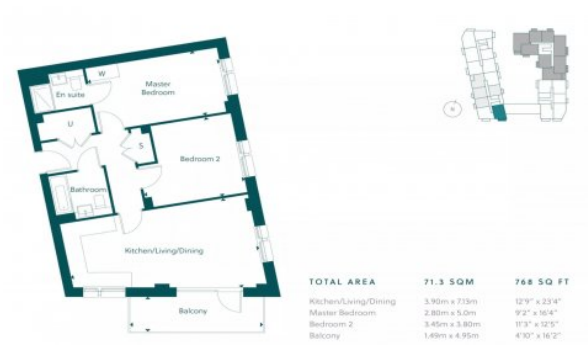 W
En suite
Master
Bedroom
U
S
Bedroom 2
Bathroom
Kitchen/Living/Dining
Balcony
N
TOTAL AREA 71.3 SQM 768 SQ FT
Kitchen/Living/Dining 3.90m x 7.13m 12'9" x 23'4"
Master Bedroom 2.80m x 5.0m 9'2" x 16'4"
Bedroom 2 3.45m x 3.80m 11'3" x 12'5"
Balcony 1.49m x 4.95m 4'10" x 16'2"